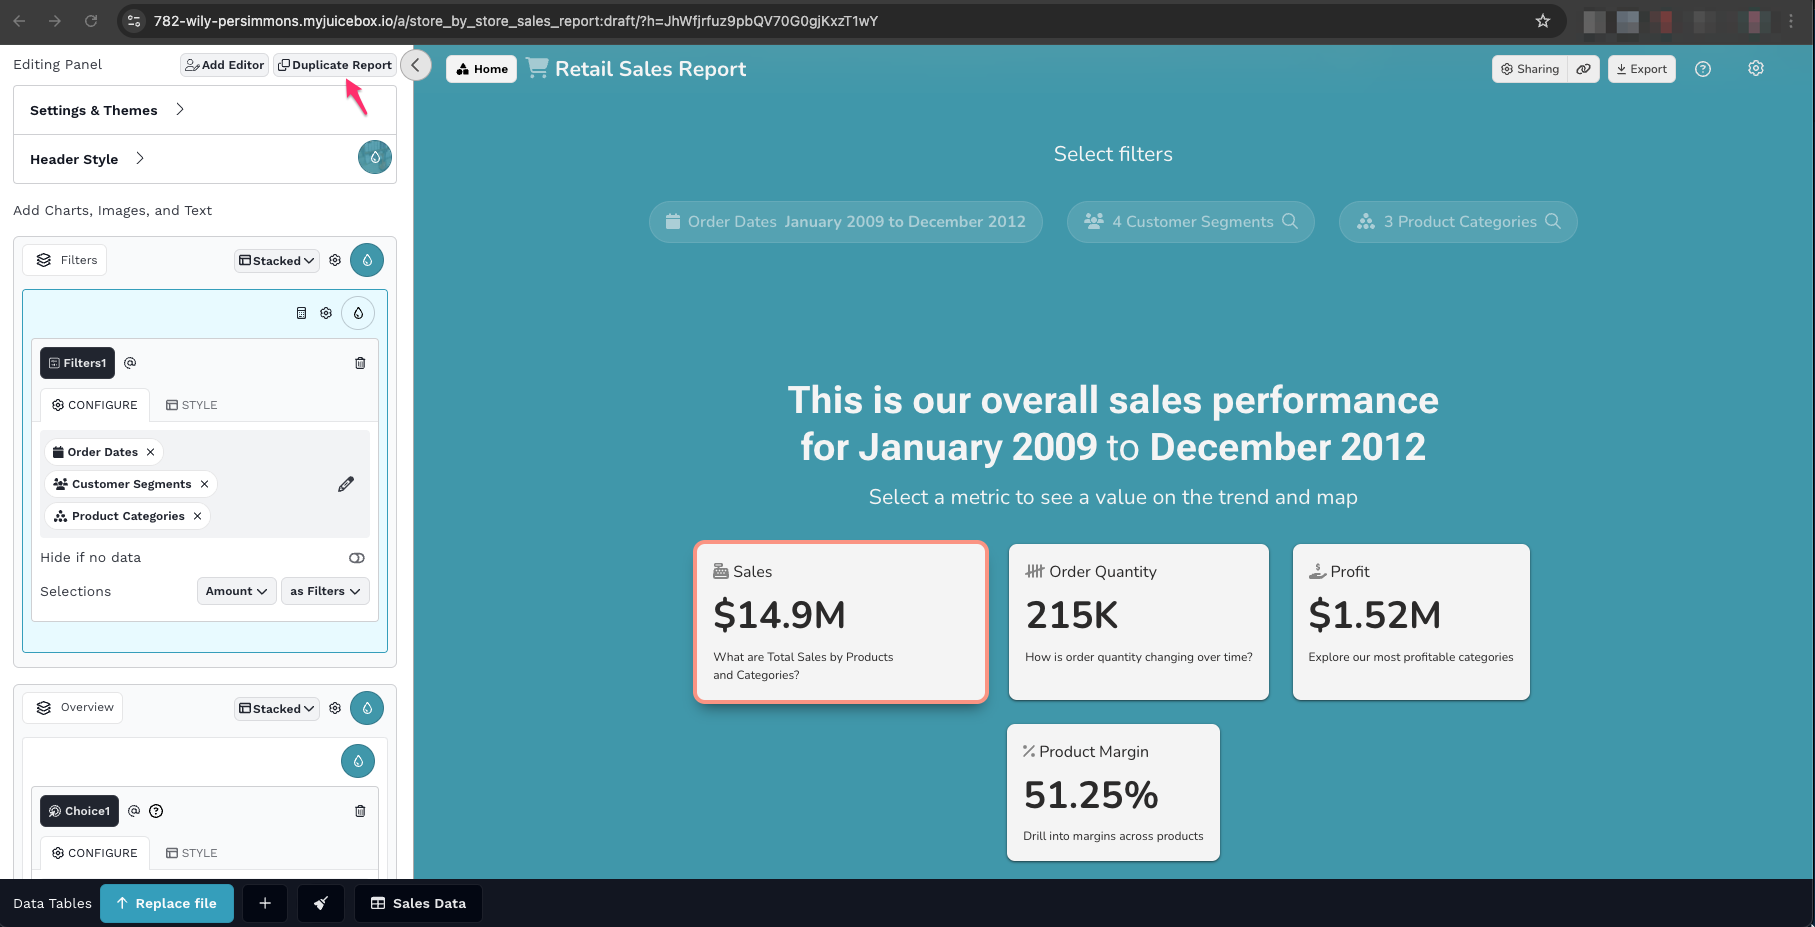 782-wily-persimmons.myjuicebox.io/a/store_by_store_sales_report:draft/?h=JhWfjrfuz9pbQV70G0gjKxzT1wY
Editing Panel
Add Editor
Duplicate Report
Home
Retail Sales Report
Sharing
Export
Settings & Themes
Header Style
Add Charts, Images, and Text
Filters
Stacked
Filters1
CONFIGURE
STYLE
Order Dates
Customer Segments
Product Categories
Hide if no data
Selections
Amount
as Filters
Overview
Stacked
Choice1
CONFIGURE
STYLE
Select filters
Order Dates January 2009 to December 2012
4 Customer Segments
3 Product Categories
This is our overall sales performance
for January 2009 to December 2012
Select a metric to see a value on the trend and map
Sales
$14.9M
What are Total Sales by Products
and Categories?
Order Quantity
215K
How is order quantity changing over time?
Profit
$1.52M
Explore our most profitable categories
Product Margin
51.25%
Drill into margins across products
Data Tables
Replace file
Sales Data